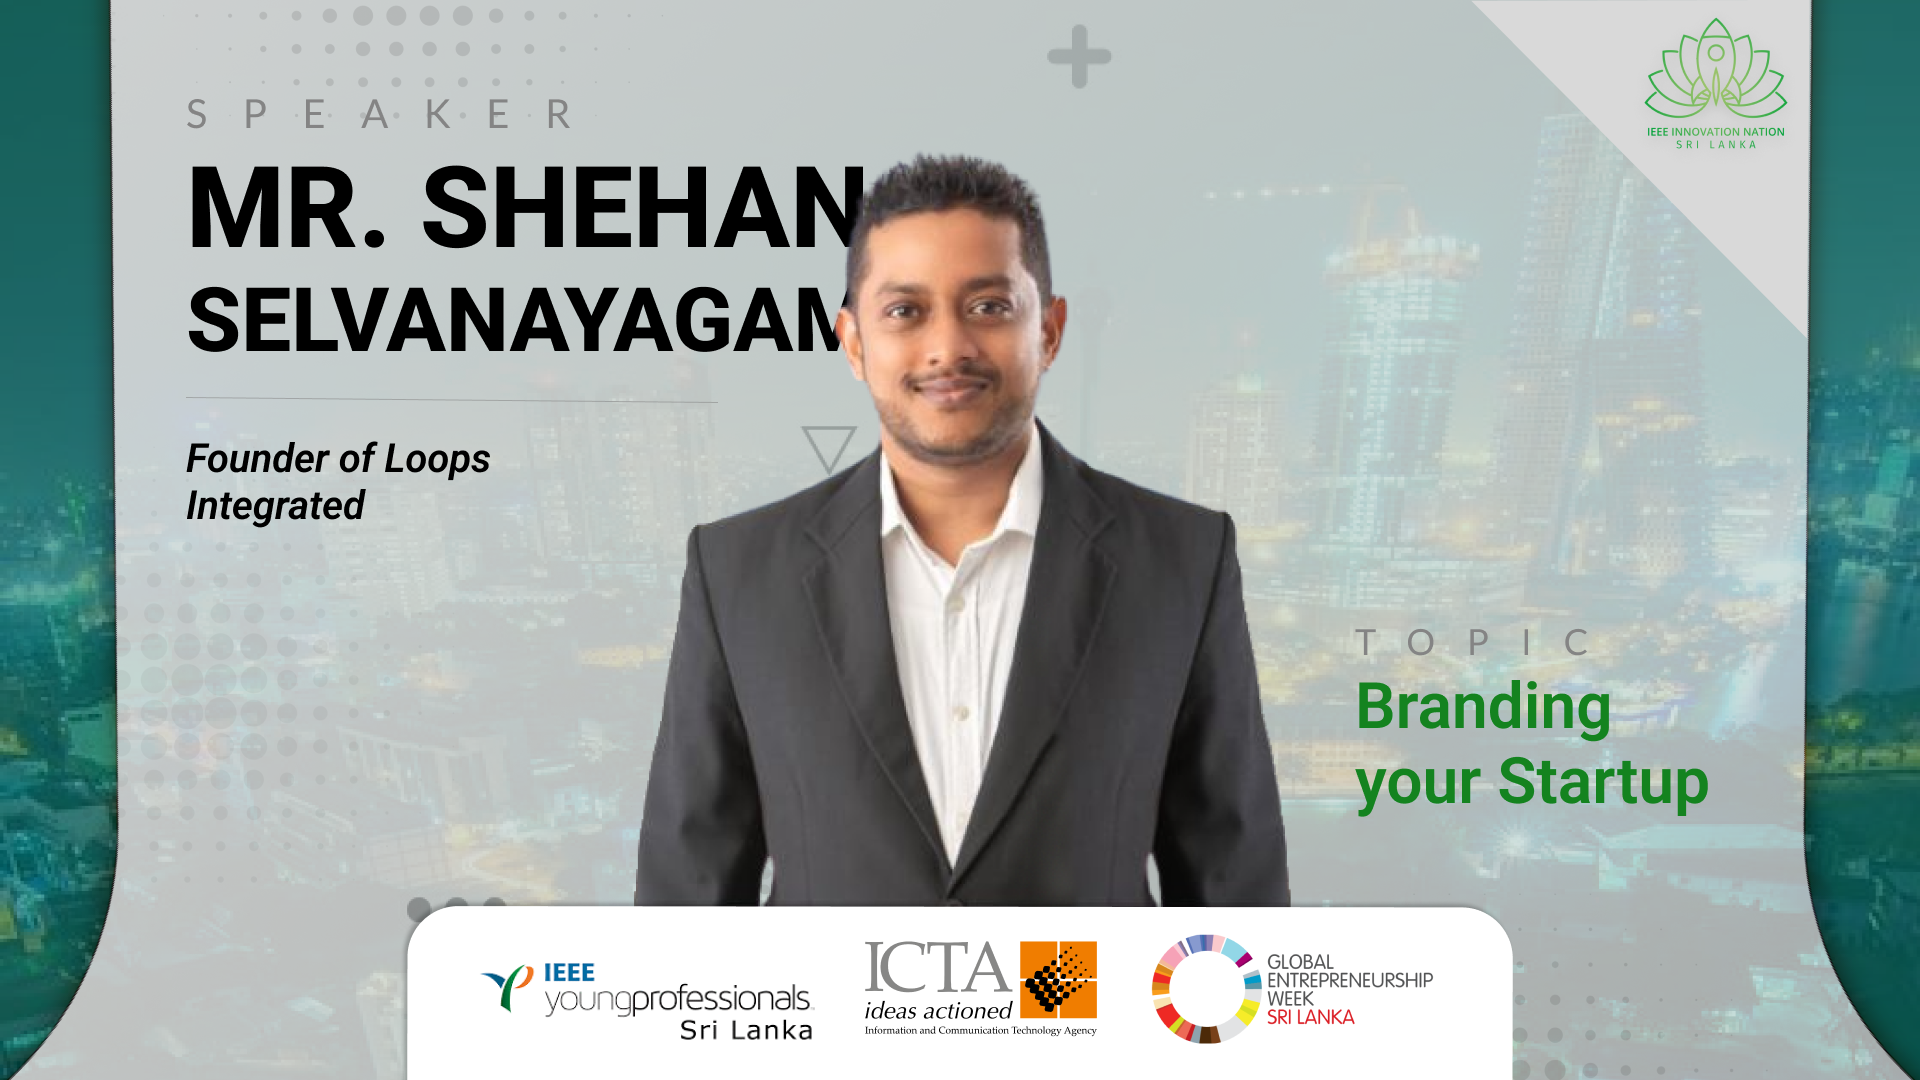 SPEAKER
MR. SHEHAN
SELVANAYAGAM
Founder of Loops
Integrated
IEEE INNOVATION NATION
SRI LANKA
TOPIC
Branding
your Startup
IEEE
youngprofessionals
Sri Lanka
ICTA
ideas actioned
Information and Communication Technology Agency
GLOBAL
ENTREPRENEURSHIP
WEEK
SRI LANKA